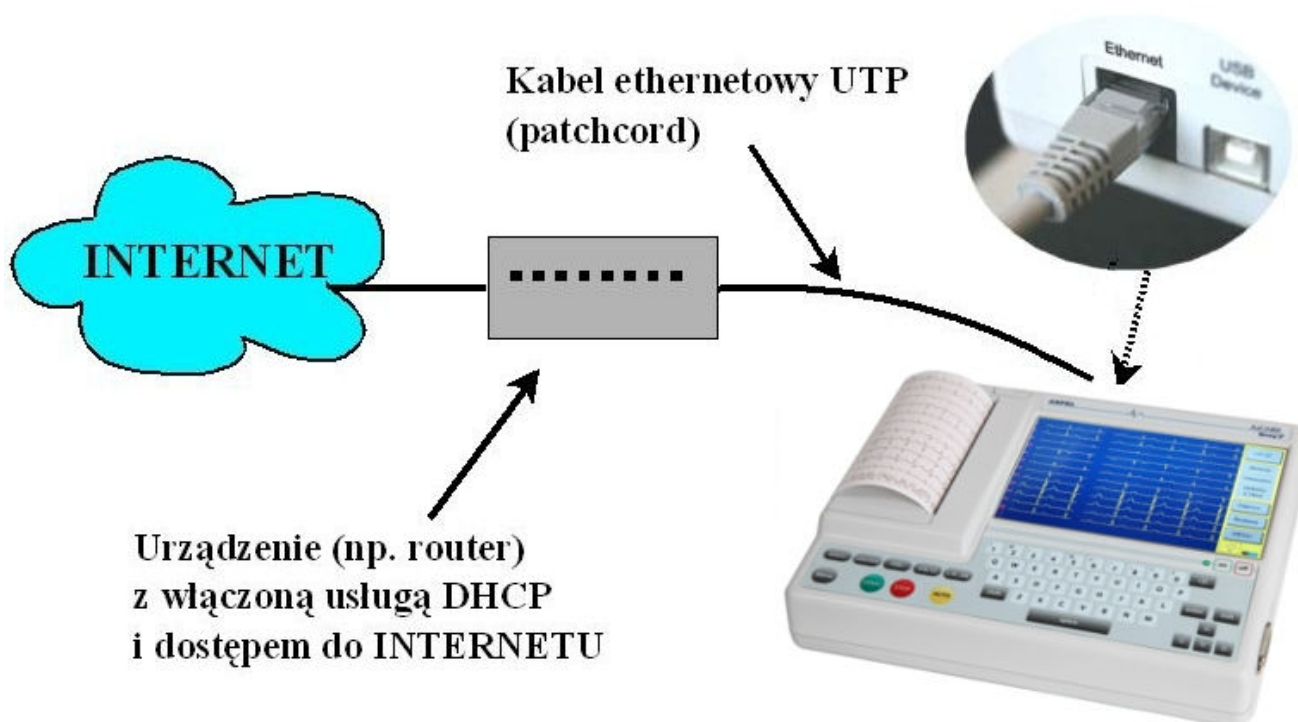 Kabel ethernetowy UTP
(patchcord)
Ethernet
USB
Device
INTERNET
Urządzenie (np. router)
z włączoną usługą DHCP
i dostępem do INTERNETU